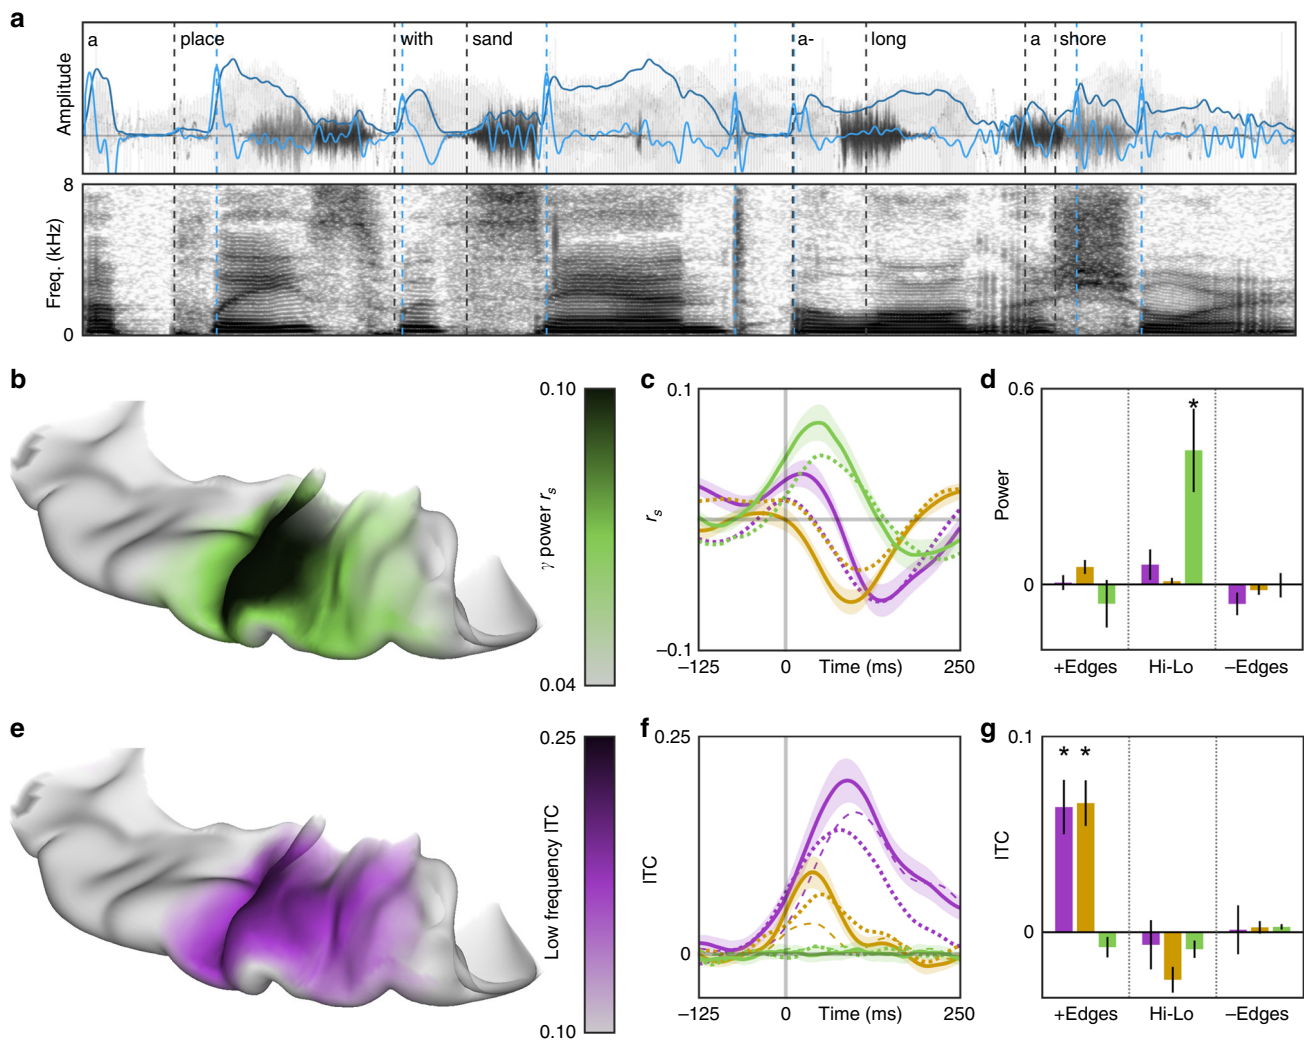 a
a place with sand a- long a shore
Amplitude
8
Freq. (kHz)
0
b
0.10
γ power rs
0.04
c
0.1
rs
−0.1
−125 0 Time (ms) 250
d
0.6
Power
*
0
+Edges Hi-Lo −Edges
e
0.25
Low frequency ITC
0.10
f
0.25
ITC
0
−125 0 Time (ms) 250
g
0.1
ITC
* *
0
+Edges Hi-Lo −Edges